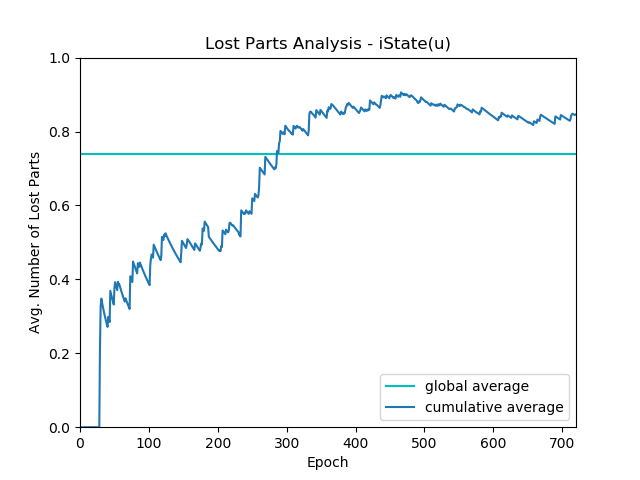 Lost Parts Analysis - iState(u)
1.0
0.8
0.6
0.4
0.2
0.0
Avg. Number of Lost Parts
global average
cumulative average
0 100 200 300 400 500 600 700
Epoch